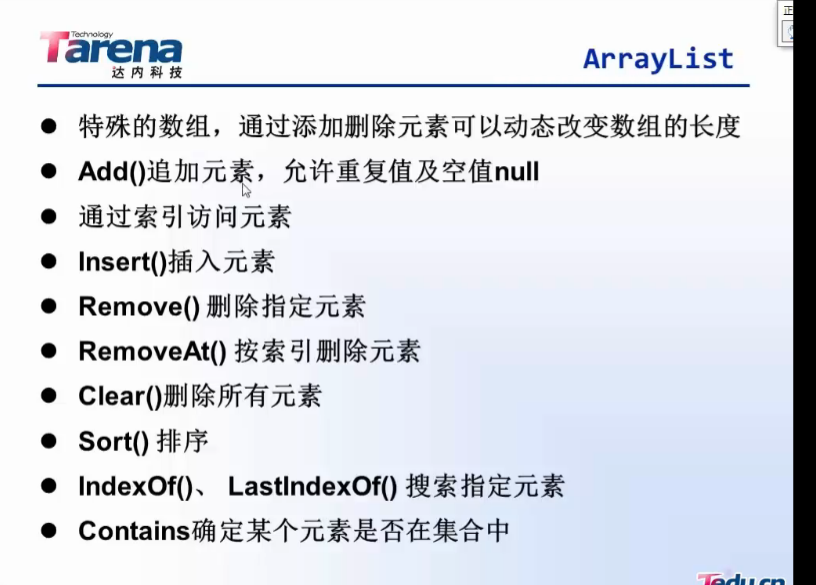 Technology
Tarena
达内科技
ArrayList
正
● 特殊的数组，通过添加删除元素可以动态改变数组的长度
● Add()追加元素，允许重复值及空值null
● 通过索引访问元素
● Insert()插入元素
● Remove() 删除指定元素
● RemoveAt() 按索引删除元素
● Clear()删除所有元素
● Sort() 排序
● IndexOf()、 LastIndexOf() 搜索指定元素
● Contains确定某个元素是否在集合中
Tedu.cn